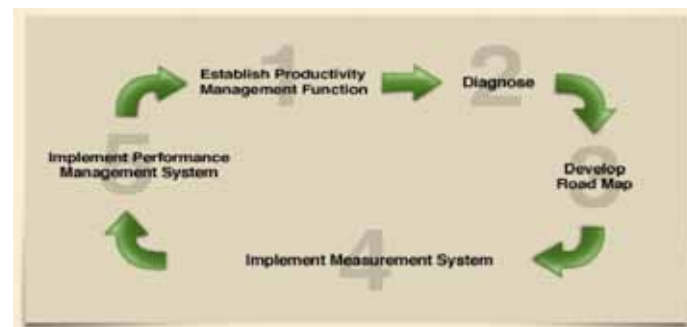 1
Establish Productivity
Management Function
2
Diagnose
3
Develop
Road Map
4
Implement Measurement System
5
Implement Performance
Management System